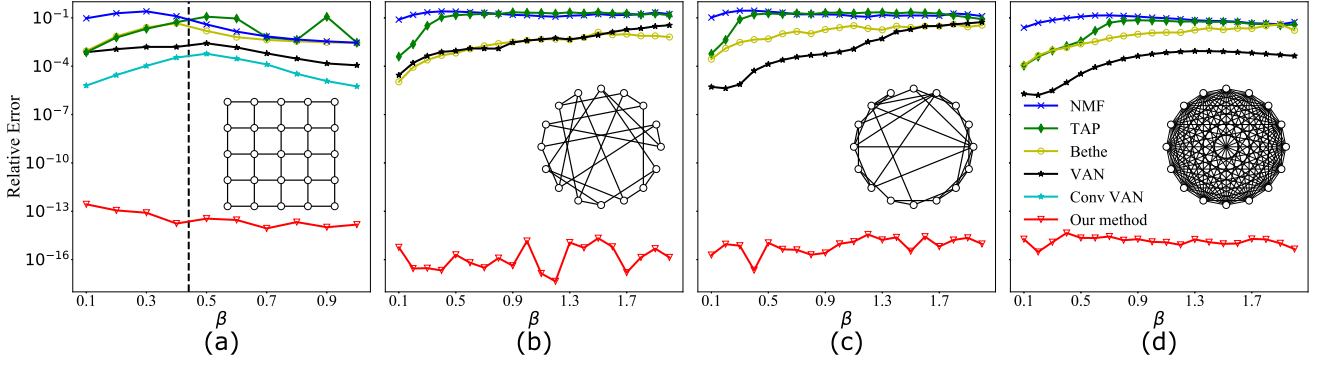 Relative Error
10⁻¹
10⁻⁴
10⁻⁷
10⁻¹⁰
10⁻¹³
10⁻¹⁶
0.1 0.3 0.5 0.7 0.9
β
(a)
0.1 0.5 0.9 1.3 1.7
β
(b)
0.1 0.5 0.9 1.3 1.7
β
(c)
NMF
TAP
Bethe
VAN
Conv VAN
Our method
0.1 0.5 0.9 1.3 1.7
β
(d)